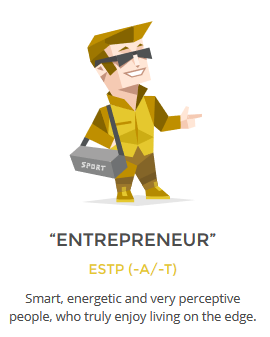 SPORT
“ENTREPRENEUR”
ESTP (-A/-T)
Smart, energetic and very perceptive
people, who truly enjoy living on the edge.